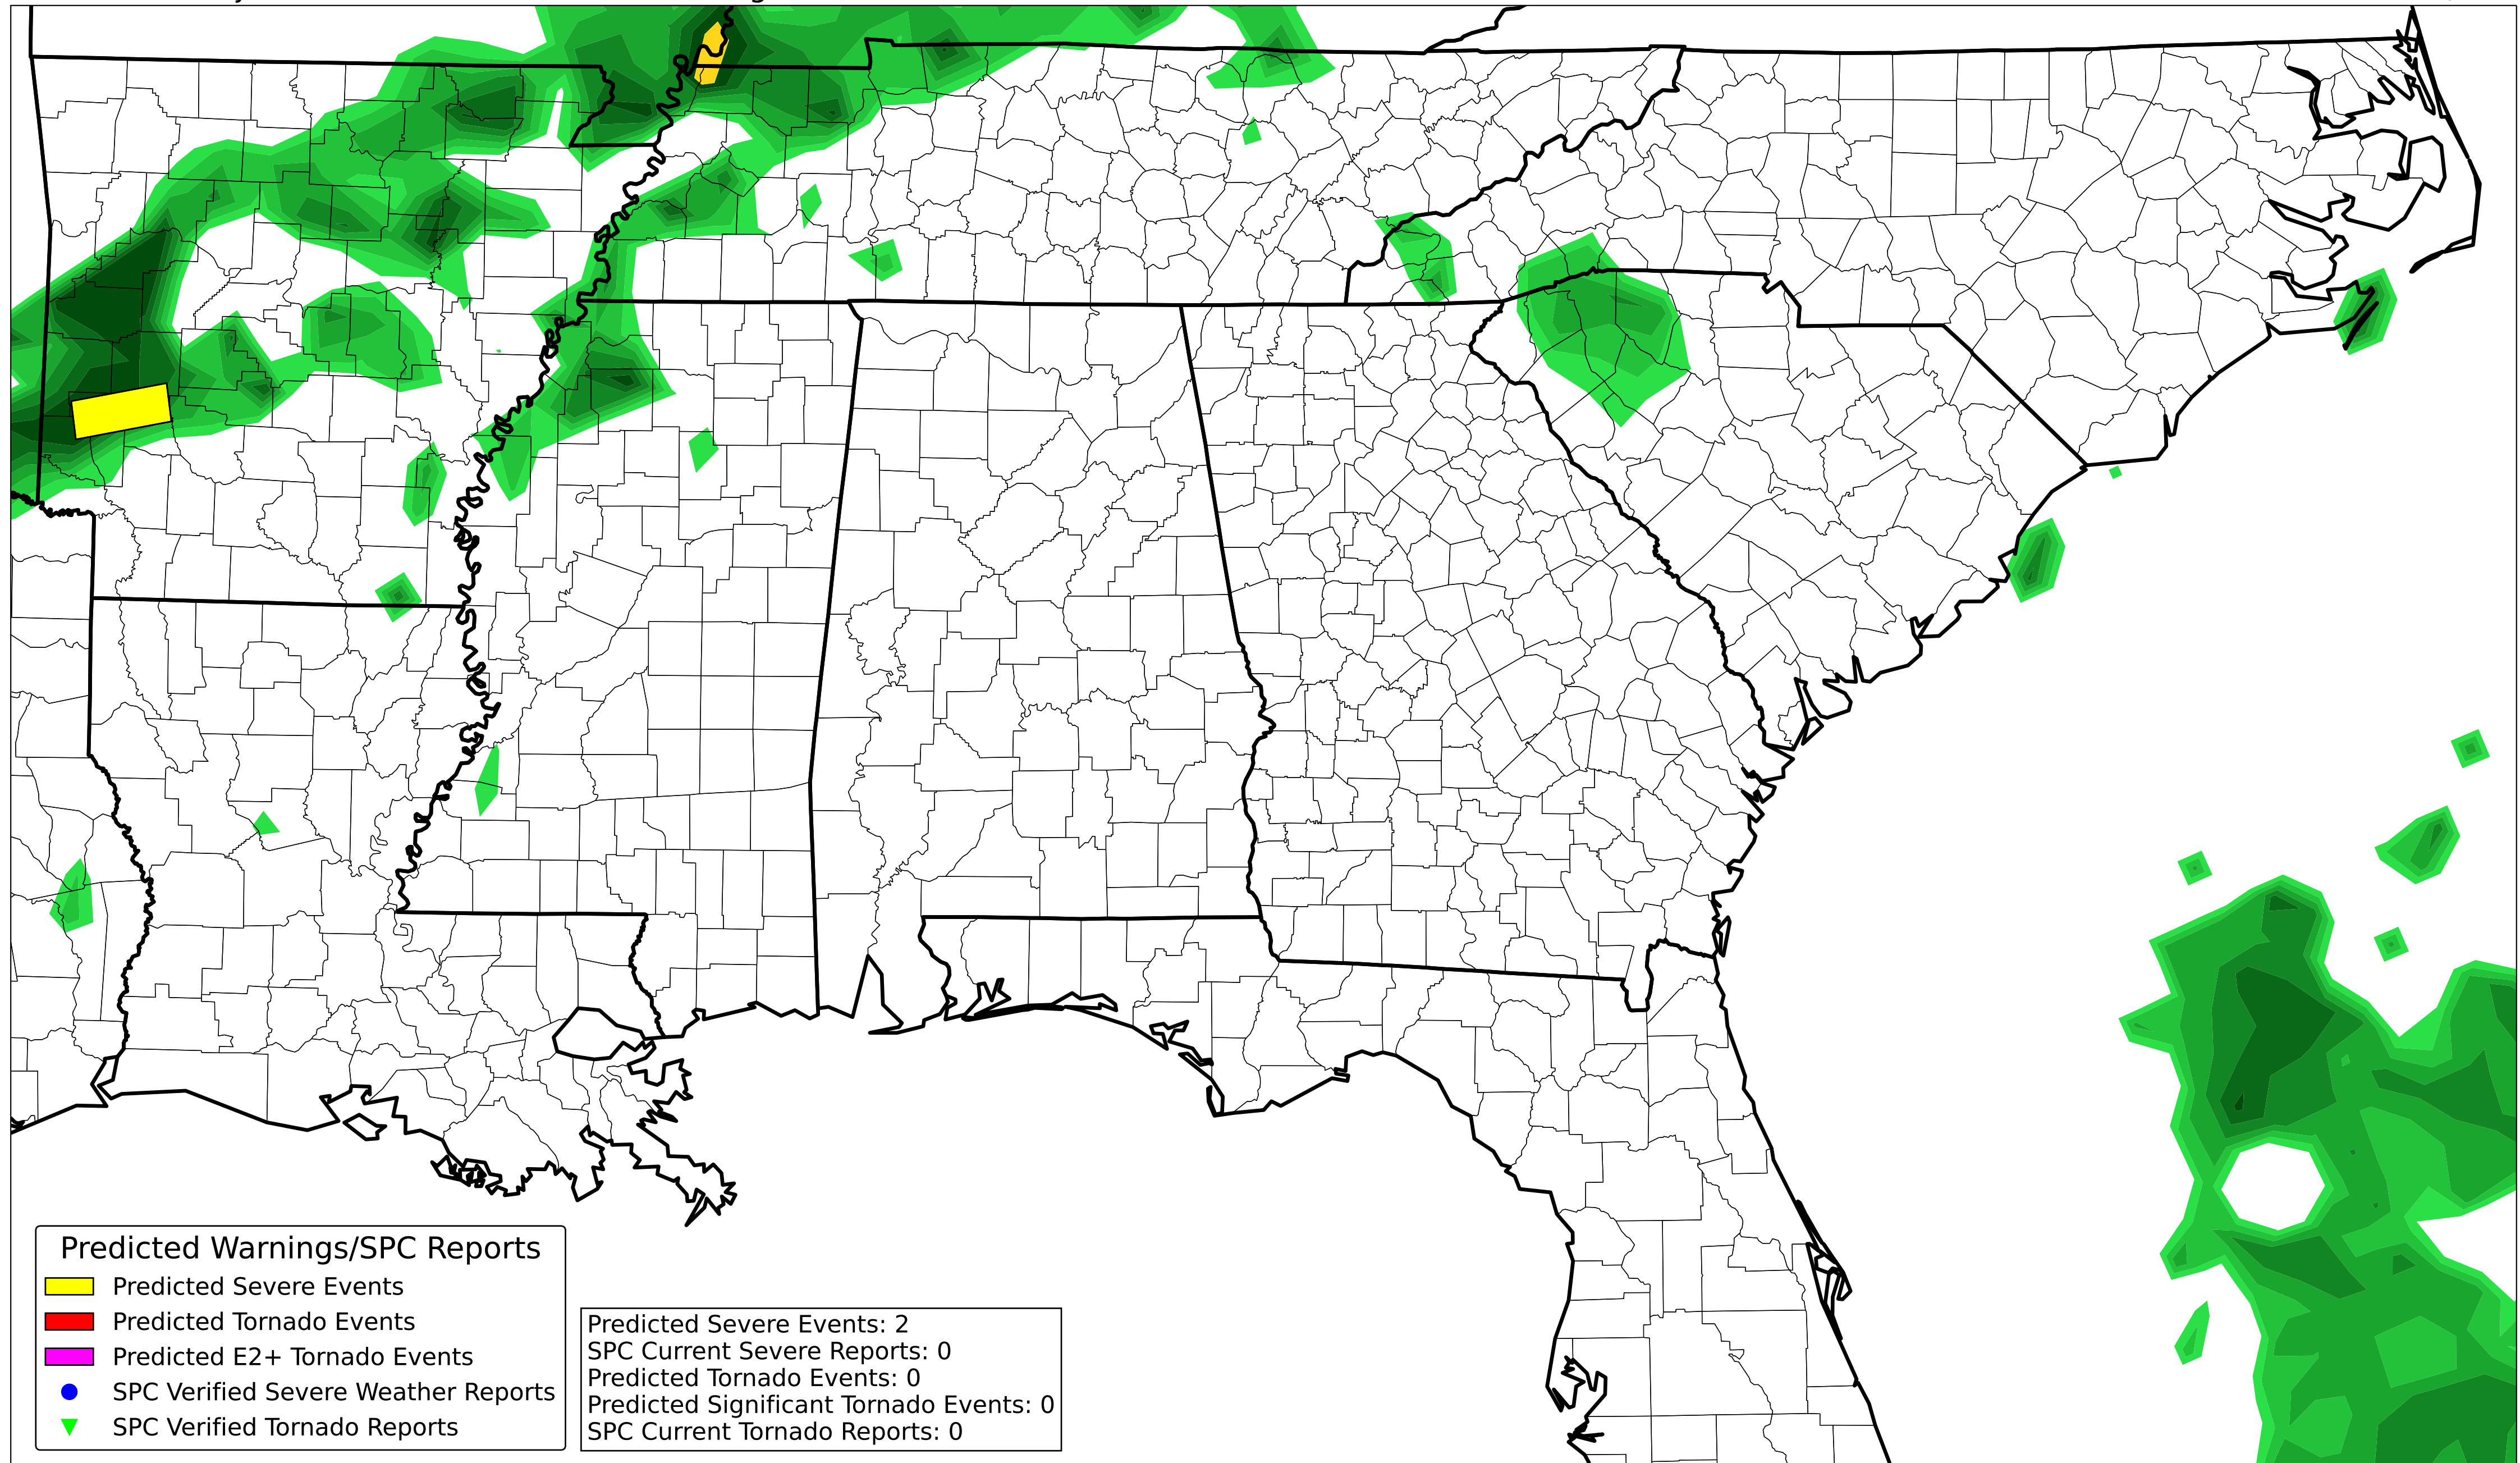 Predicted Warnings/SPC Reports
Predicted Severe Events
Predicted Tornado Events
Predicted E2+ Tornado Events
SPC Verified Severe Weather Reports
SPC Verified Tornado Reports
Predicted Severe Events: 2
SPC Current Severe Reports: 0
Predicted Tornado Events: 0
Predicted Significant Tornado Events: 0
SPC Current Tornado Reports: 0